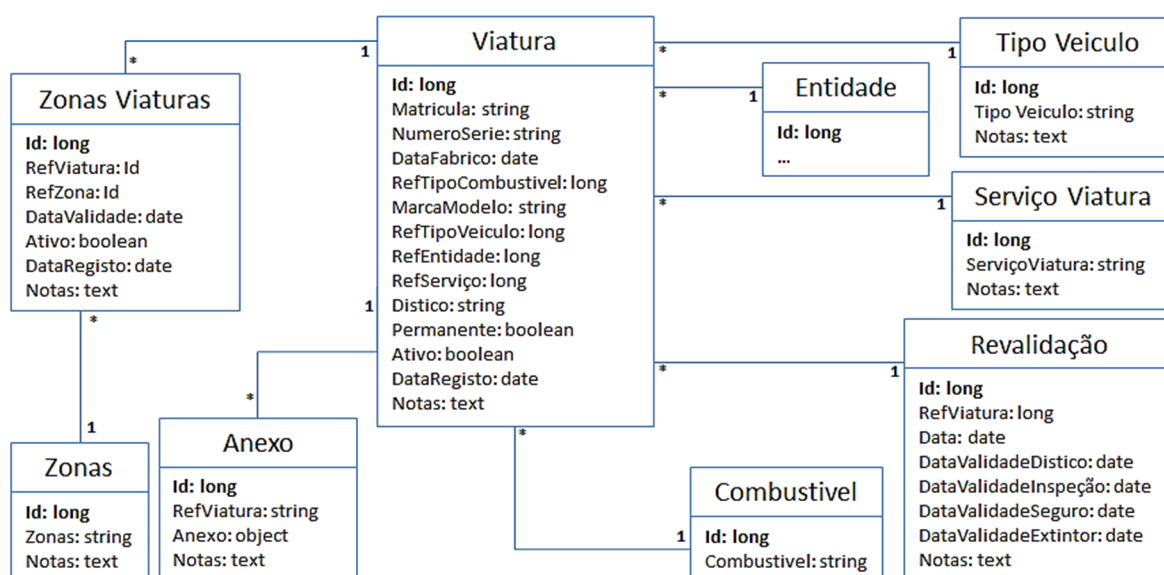 Viatura
Id: long
Matricula: string
NumeroSerie: string
DataFabrico: date
RefTipoCombustivel: long
MarcaModelo: string
RefTipoVeiculo: long
RefEntidade: long
RefServiço: long
Distico: string
Permanente: boolean
Ativo: boolean
DataRegisto: date
Notas: text
Zonas Viaturas
Id: long
RefViatura: Id
RefZona: Id
DataValidade: date
Ativo: boolean
DataRegisto: date
Notas: text
Zonas
Id: long
Zonas: string
Notas: text
Anexo
Id: long
RefViatura: string
Anexo: object
Notas: text
Combustivel
Id: long
Combustivel: string
Tipo Veiculo
Id: long
Tipo Veiculo: string
Notas: text
Entidade
Id: long
...
Serviço Viatura
Id: long
ServiçoViatura: string
Notas: text
Revalidação
Id: long
RefViatura: long
Data: date
DataValidadeDistico: date
DataValidadeInspeção: date
DataValidadeSeguro: date
DataValidadeExtintor: date
Notas: text
*
1
*
1
*
1
*
1
*
1
*
1
*
1
*
1